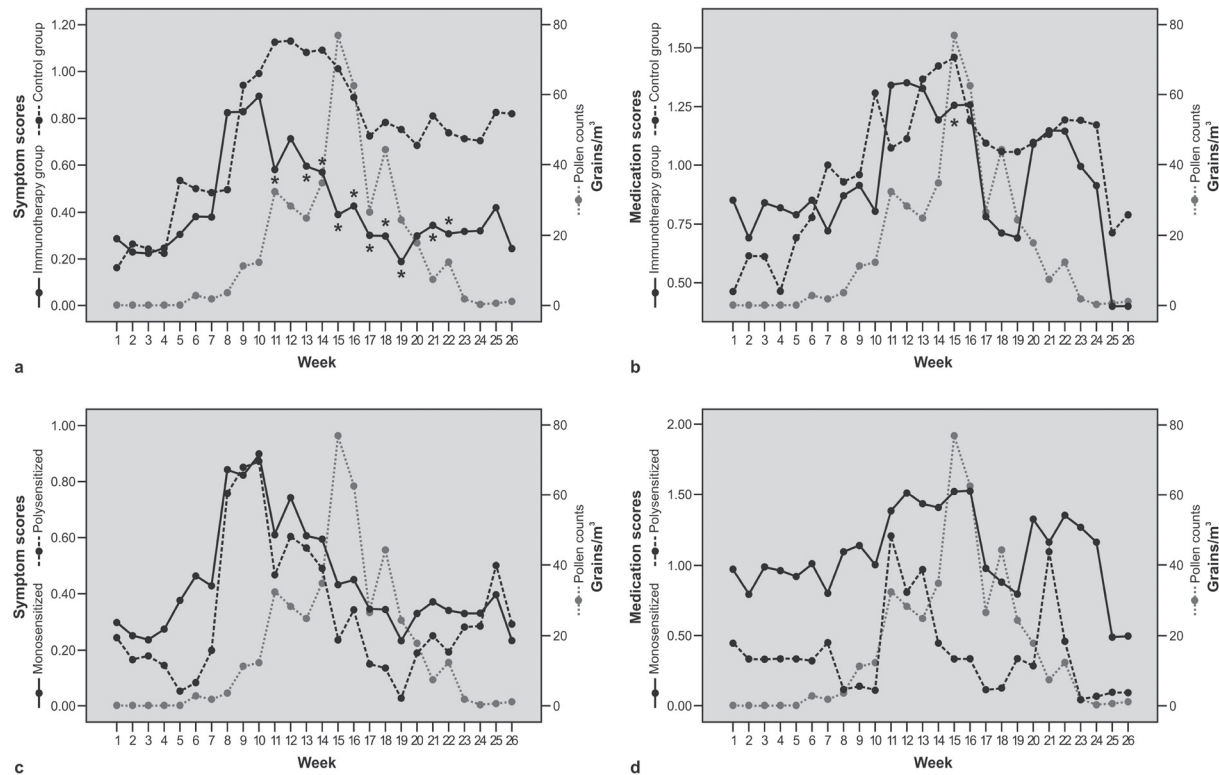 1.20
1.00
0.80
0.60
0.40
0.20
0.00
Symptom scores
Immunotherapy group
Control group
80
60
40
20
0
Pollen counts
Grains/m³
* * * * * * * * * * *
1 2 3 4 5 6 7 8 9 10 11 12 13 14 15 16 17 18 19 20 21 22 23 24 25 26
Week
a
1.50
1.25
1.00
0.75
0.50
Medication scores
Immunotherapy group
Control group
80
60
40
20
0
Pollen counts
Grains/m³
*
1 2 3 4 5 6 7 8 9 10 11 12 13 14 15 16 17 18 19 20 21 22 23 24 25 26
Week
b
1.00
0.80
0.60
0.40
0.20
0.00
Symptom scores
Monosensitized
Polysensitized
80
60
40
20
0
Pollen counts
Grains/m³
1 2 3 4 5 6 7 8 9 10 11 12 13 14 15 16 17 18 19 20 21 22 23 24 25 26
Week
c
2.00
1.50
1.00
0.50
0.00
Medication scores
Monosensitized
Polysensitized
80
60
40
20
0
Pollen counts
Grains/m³
1 2 3 4 5 6 7 8 9 10 11 12 13 14 15 16 17 18 19 20 21 22 23 24 25 26
Week
d